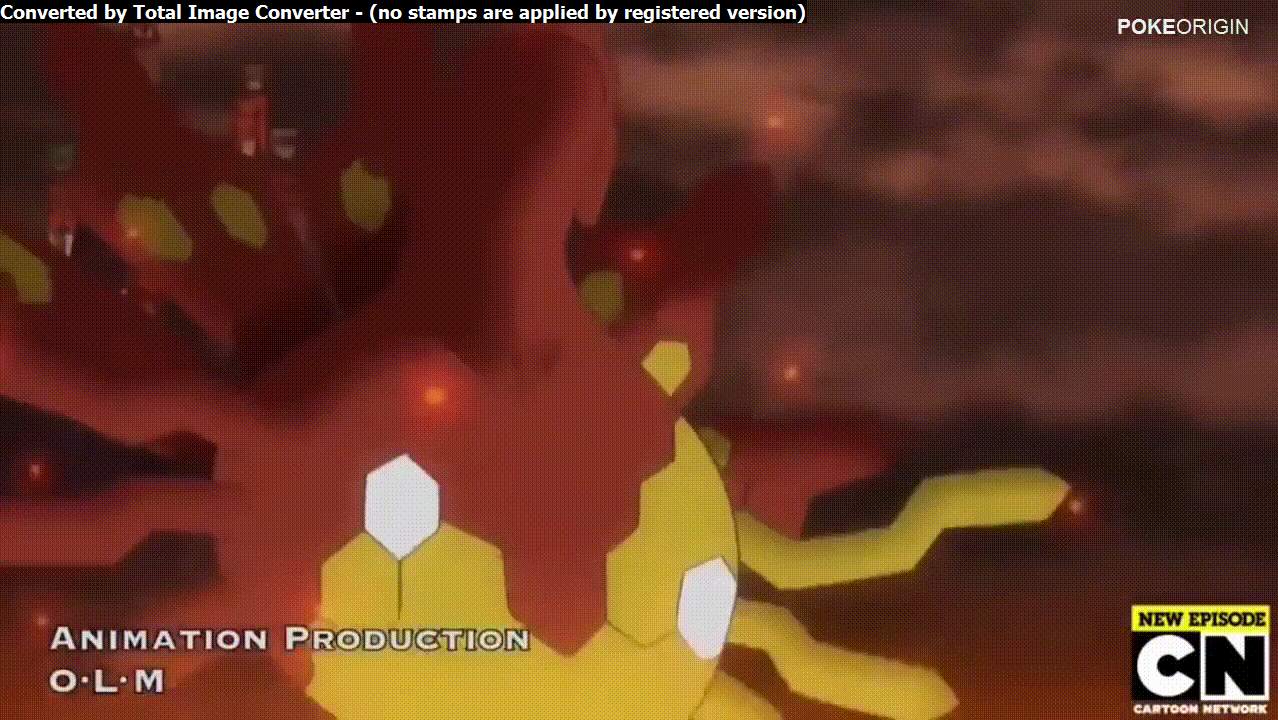 Converted by Total Image Converter - (no stamps are applied by registered version)
POKEORIGIN
ANIMATION PRODUCTION
O·L·M
NEW EPISODE
CN
CARTOON NETWORK